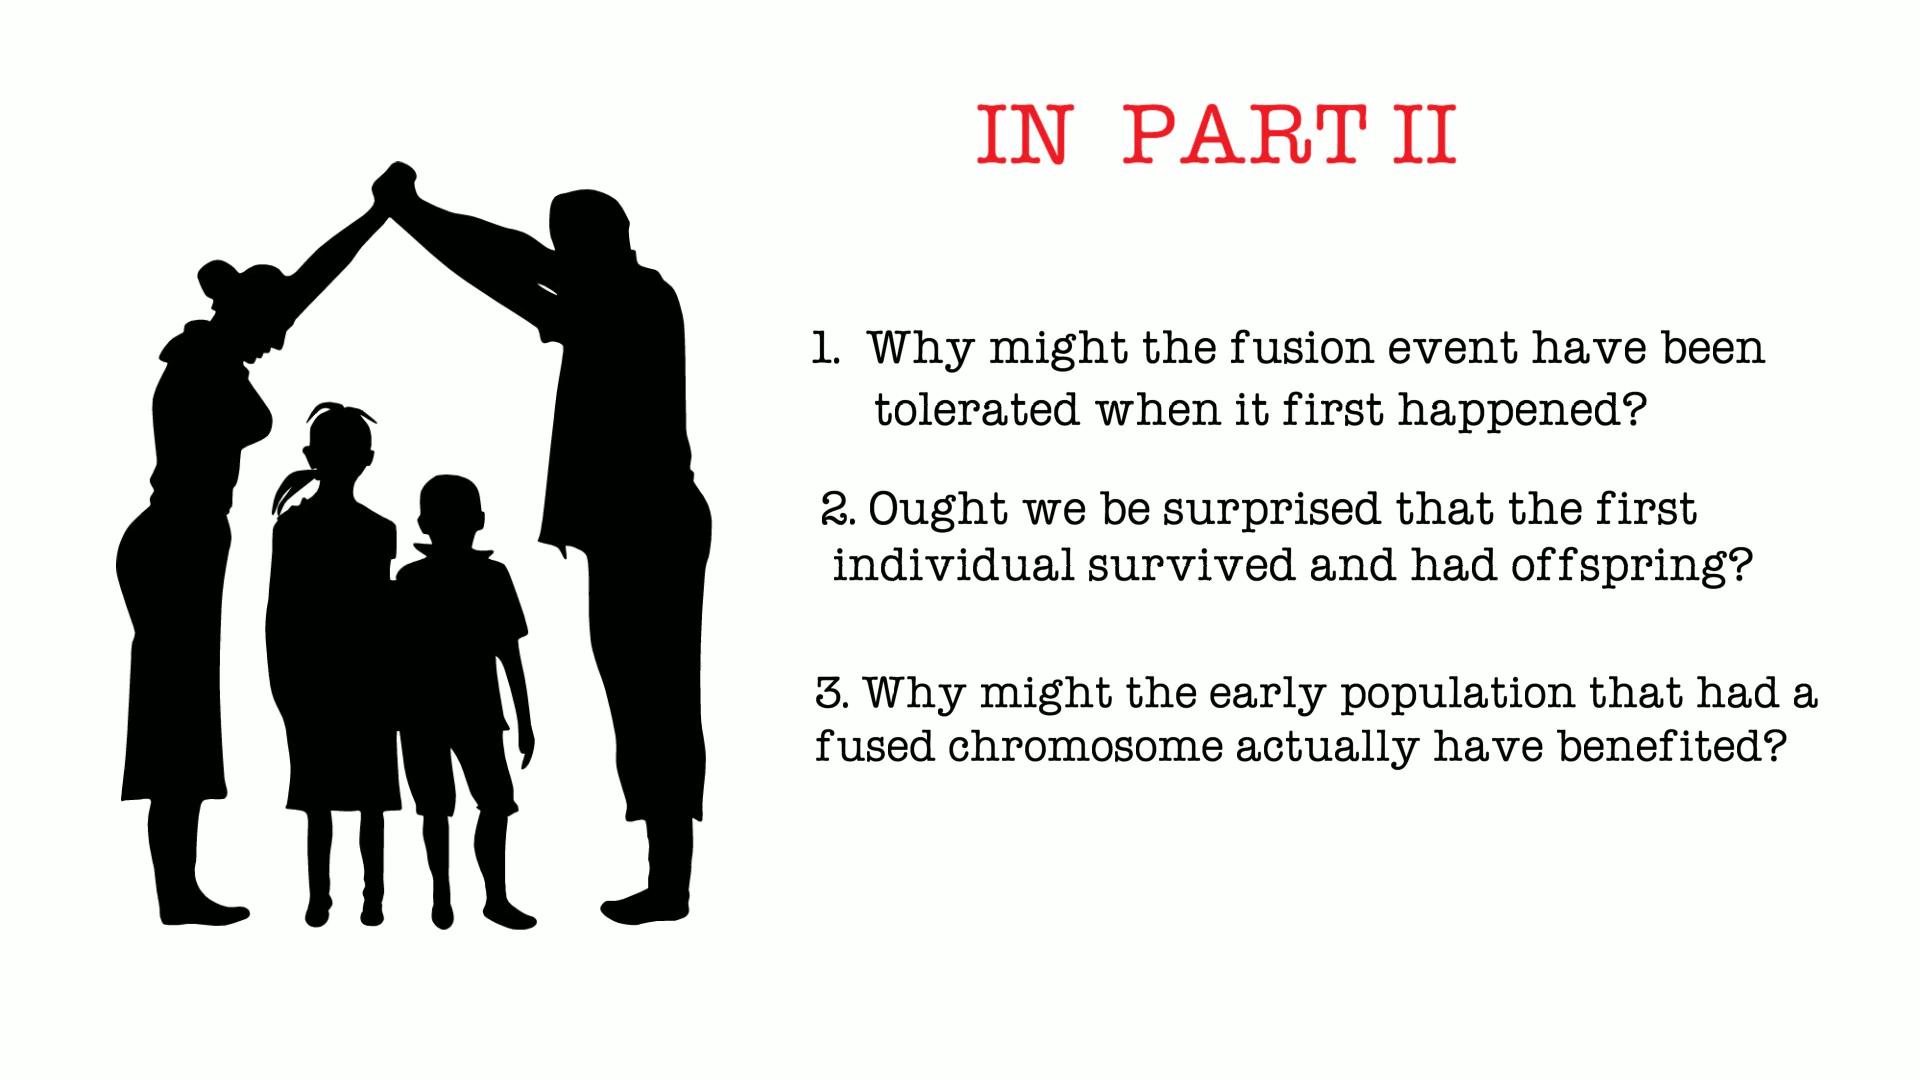 IN PART II
1. Why might the fusion event have been
tolerated when it first happened?
2. Ought we be surprised that the first
individual survived and had offspring?
3. Why might the early population that had a
fused chromosome actually have benefited?